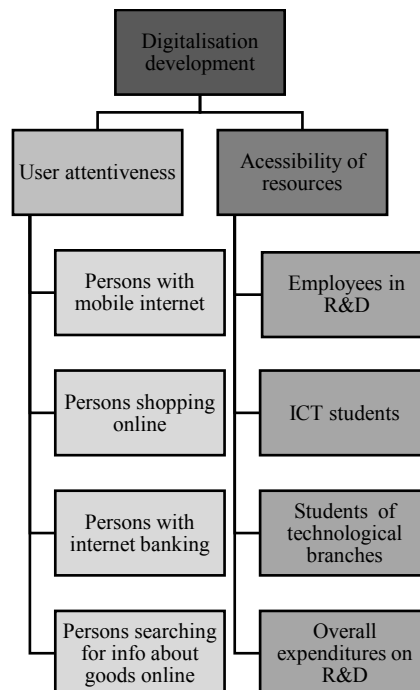 Digitalisation
development
User attentiveness
Acessibility of
resources
Persons with
mobile internet
Persons shopping
online
Persons with
internet banking
Persons searching
for info about
goods online
Employees in
R&D
ICT students
Students of
technological
branches
Overall
expenditures on
R&D